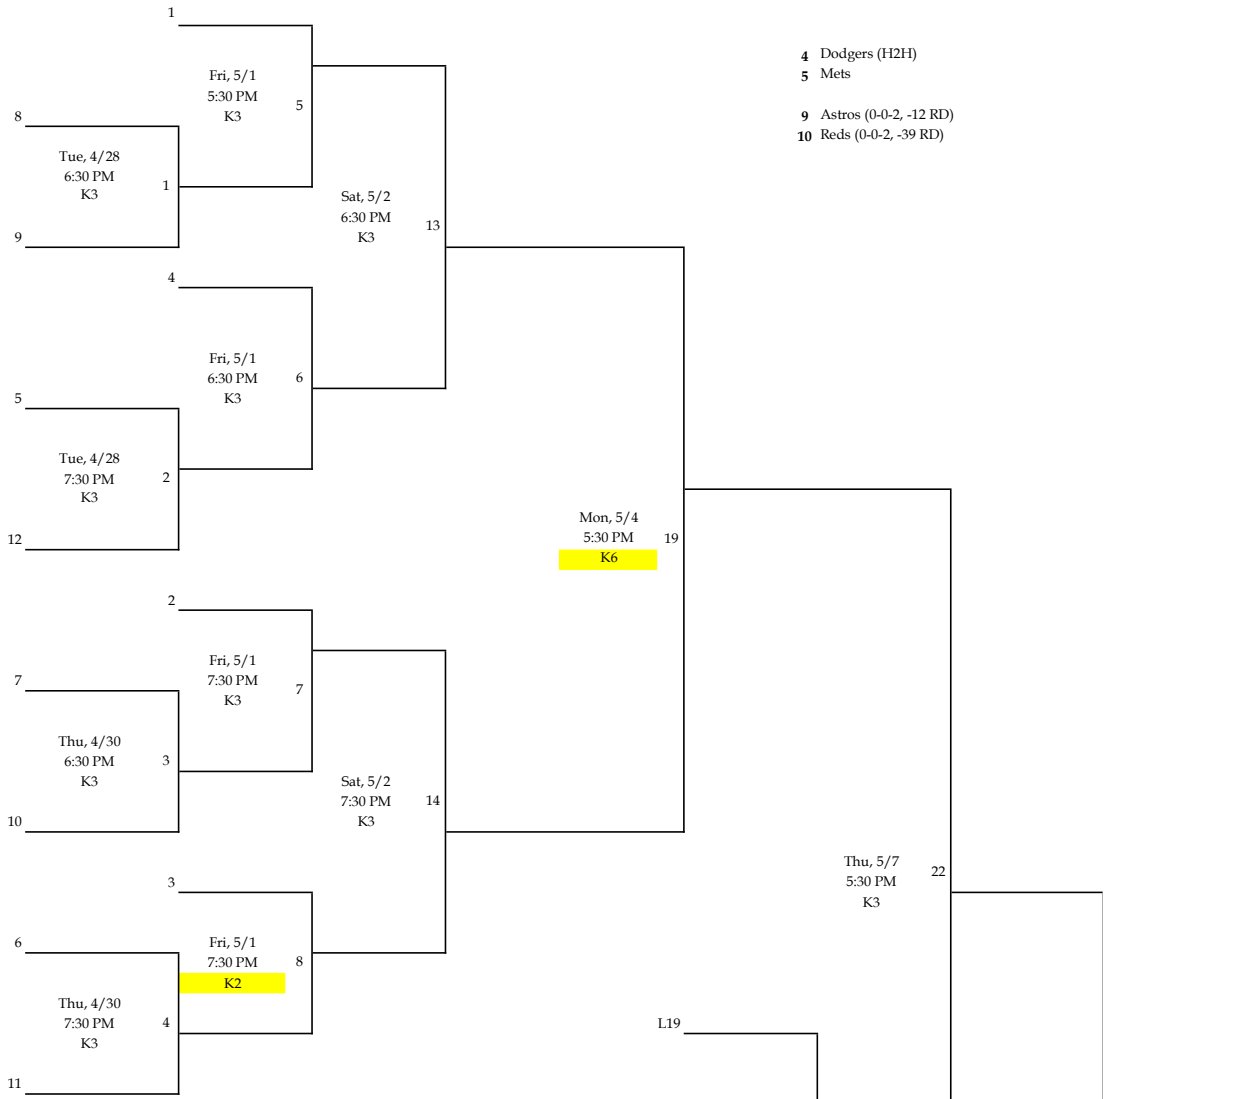 1
4 Dodgers (H2H)
5 Mets
Fri, 5/1
5:30 PM
K3
5
8
9 Astros (0-0-2, -12 RD)
10 Reds (0-0-2, -39 RD)
Tue, 4/28
6:30 PM
K3
1
9
Sat, 5/2
6:30 PM
K3
13
4
Fri, 5/1
6:30 PM
K3
6
5
Tue, 4/28
7:30 PM
K3
2
12
Mon, 5/4
5:30 PM
K6
19
2
Fri, 5/1
7:30 PM
K3
7
7
Thu, 4/30
6:30 PM
K3
3
10
Sat, 5/2
7:30 PM
K3
14
3
Thu, 5/7
5:30 PM
K3
22
6
Fri, 5/1
7:30 PM
K2
8
Thu, 4/30
7:30 PM
K3
4
L19
11